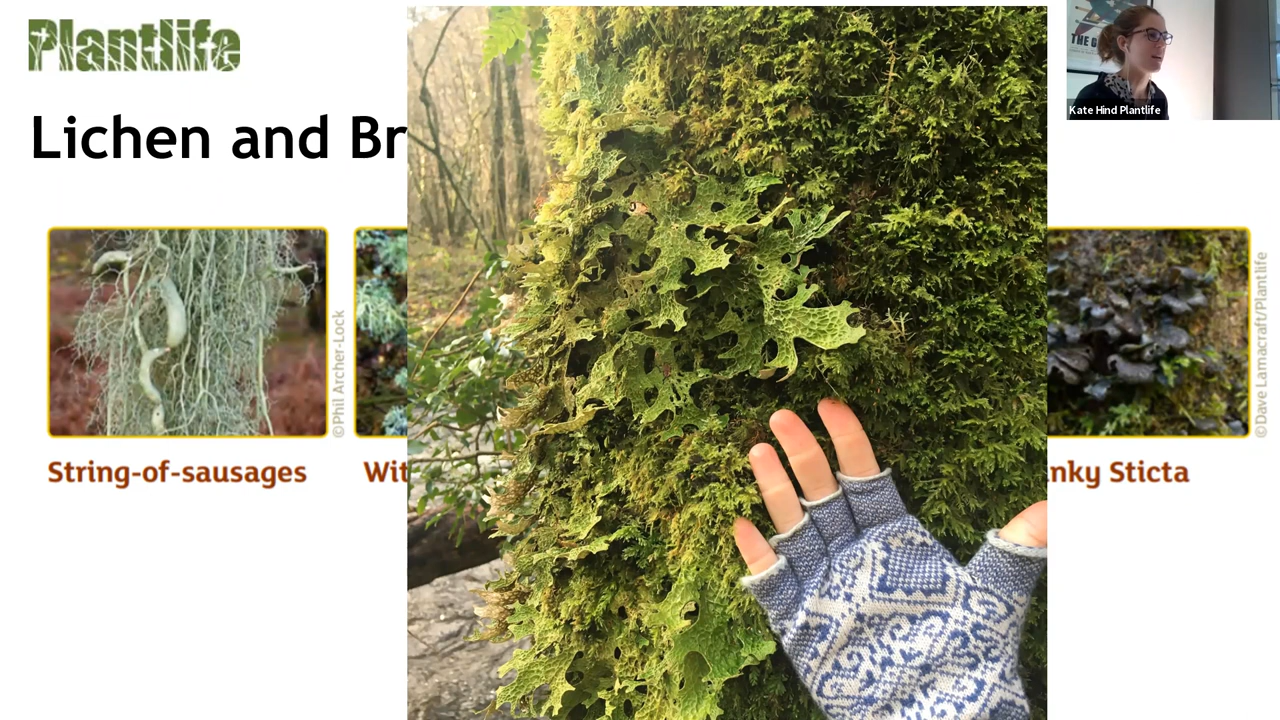 Plantlife
THE G
Kate Hind Plantlife
Lichen and Br
©Phil Archer-Lock
©Dave Lamacraft/Plantlife
String-of-sausages
Wit
nky Sticta